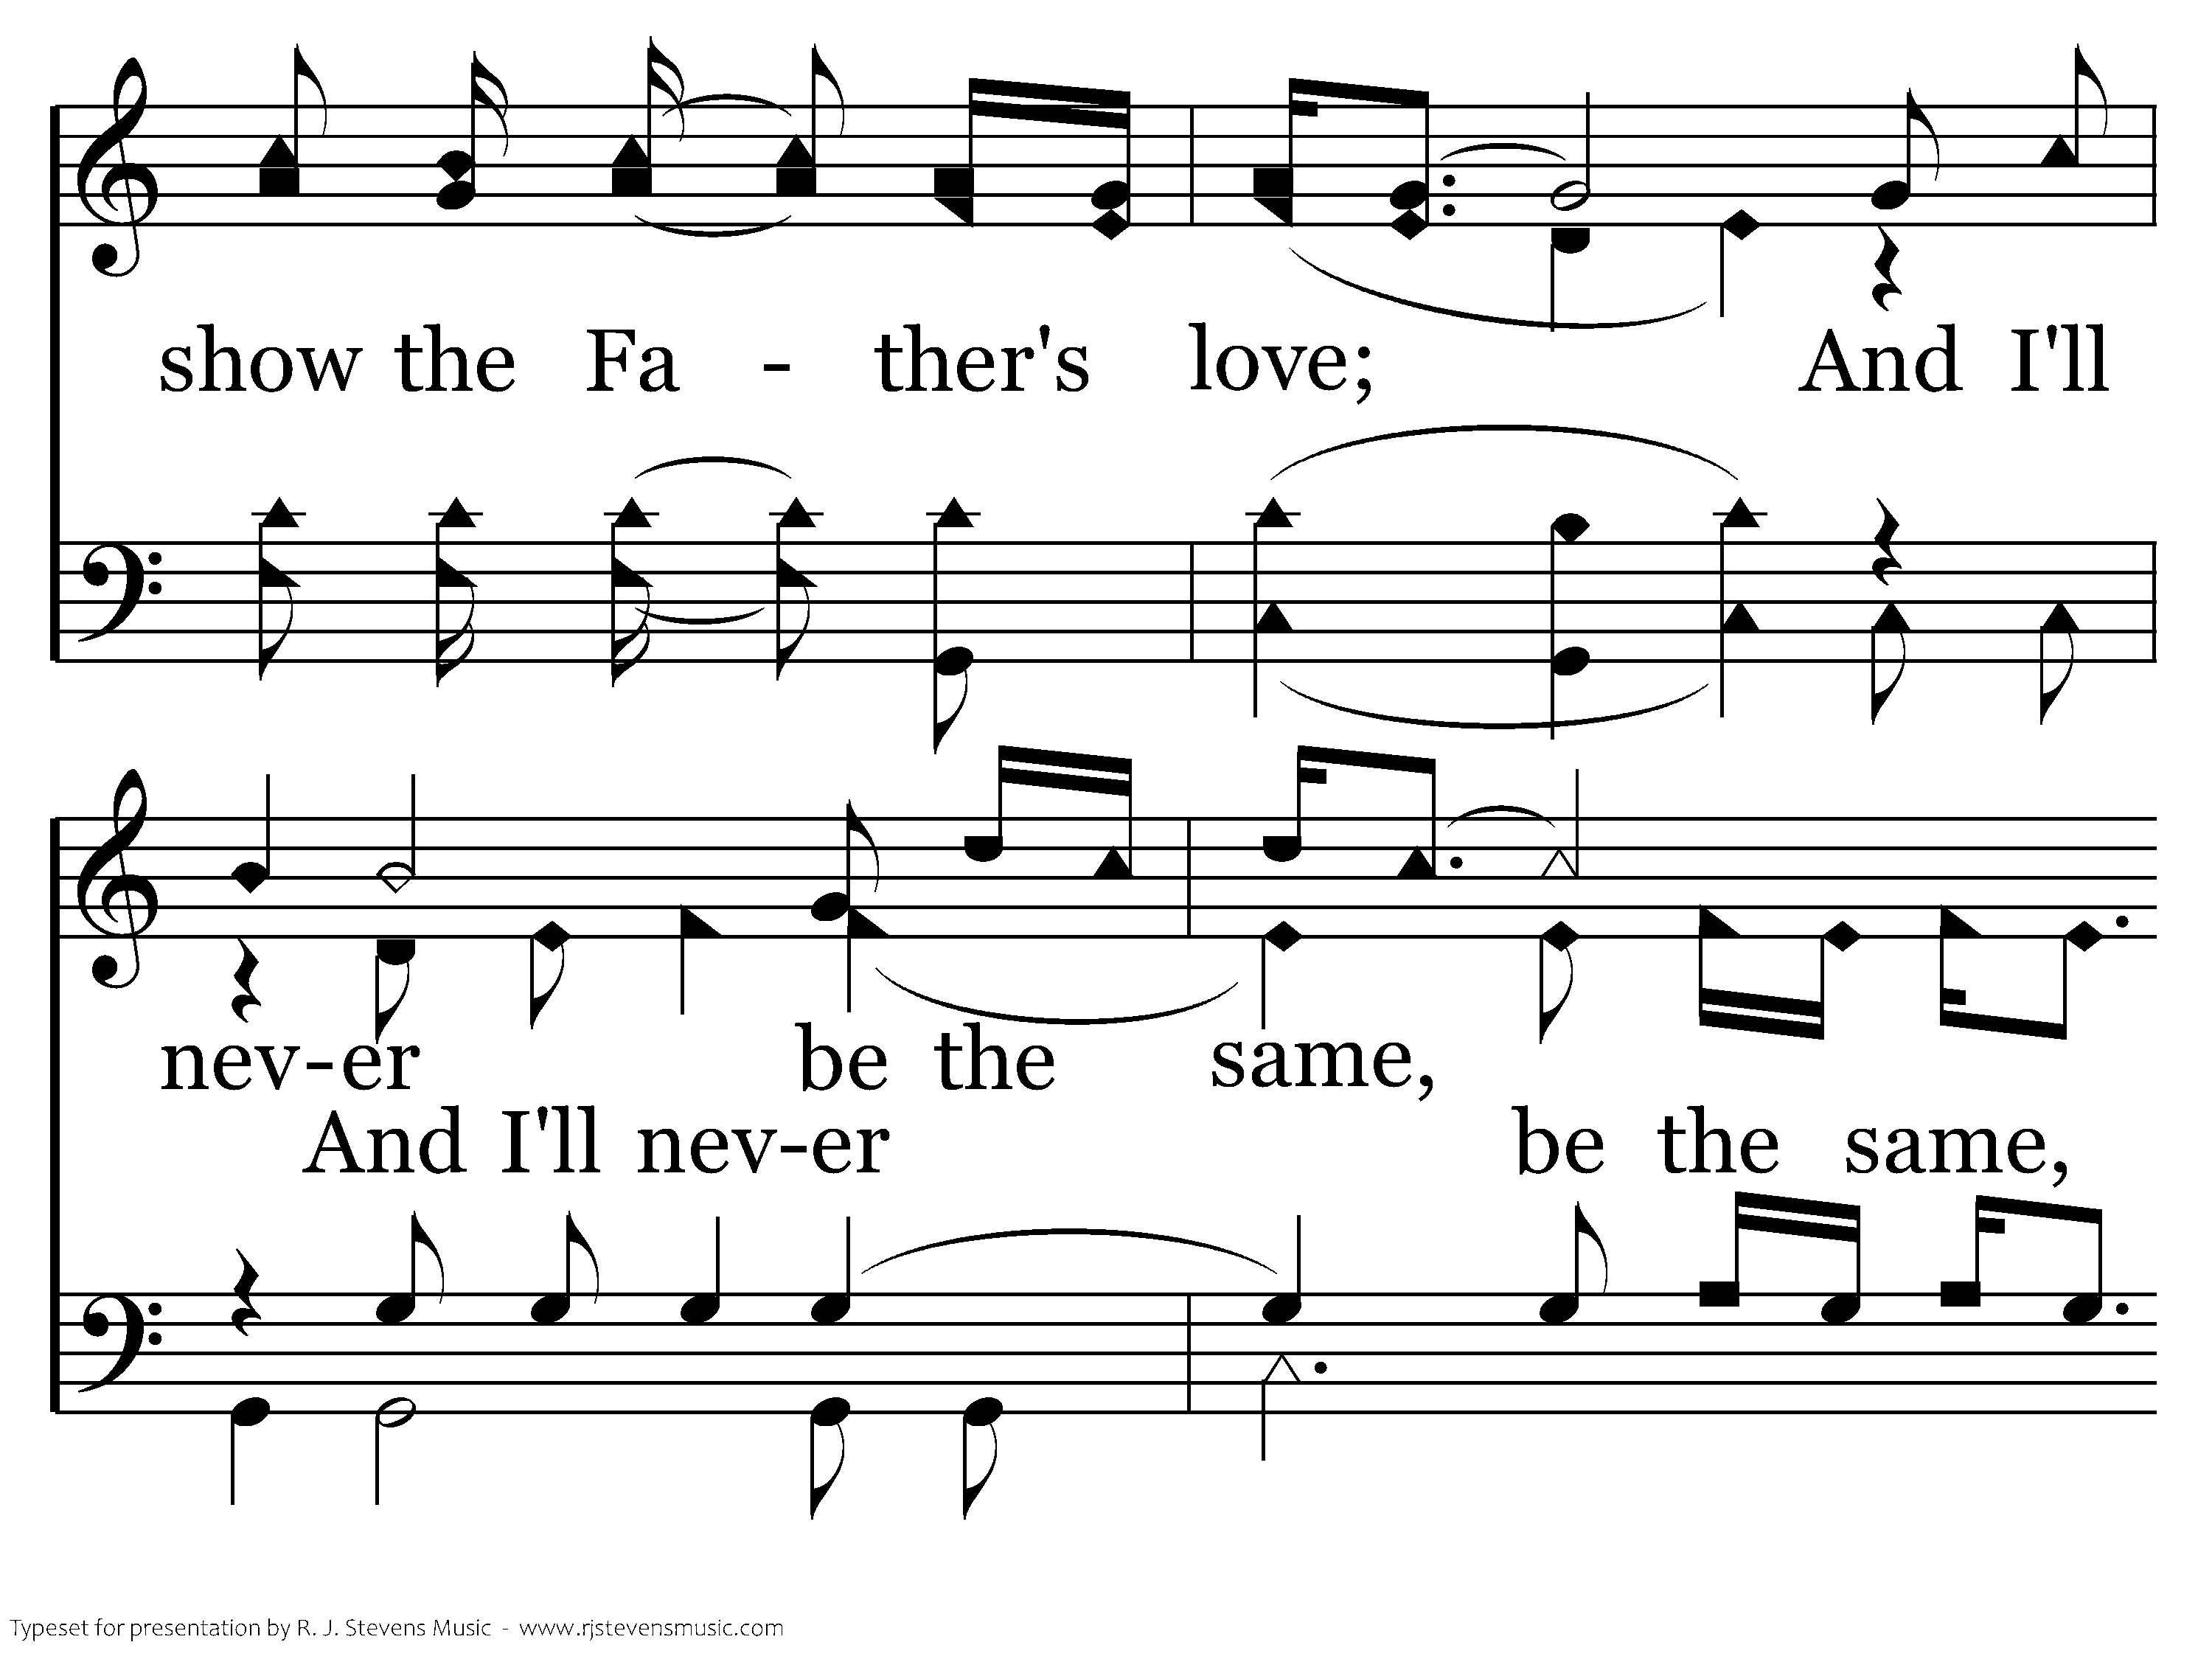 show the Fa - ther's love; And I'll
nev-er be the same,
And I'll nev-er be the same,
Typeset for presentation by R. J. Stevens Music - www.rjstevensmusic.com